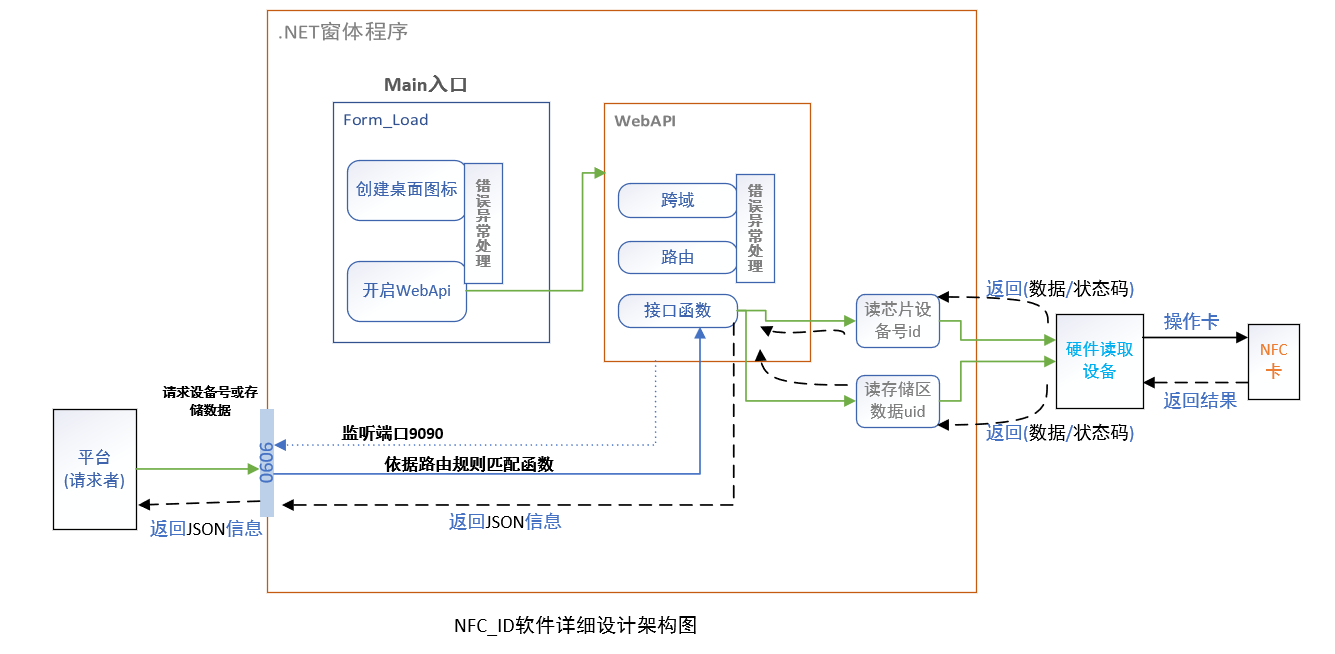 .NET窗体程序
Main入口
Form_Load
创建桌面图标
开启WebApi
错误异常处理
WebAPI
跨域
路由
接口函数
错误异常处理
读芯片设
备号id
读存储区
数据uid
返回(数据/状态码)
硬件读取
设备
返回(数据/状态码)
操作卡
返回结果
NFC
卡
请求设备号或存
储数据
平台
(请求者)
9090
监听端口9090
依据路由规则匹配函数
返回JSON信息
返回JSON信息
NFC_ID软件详细设计架构图